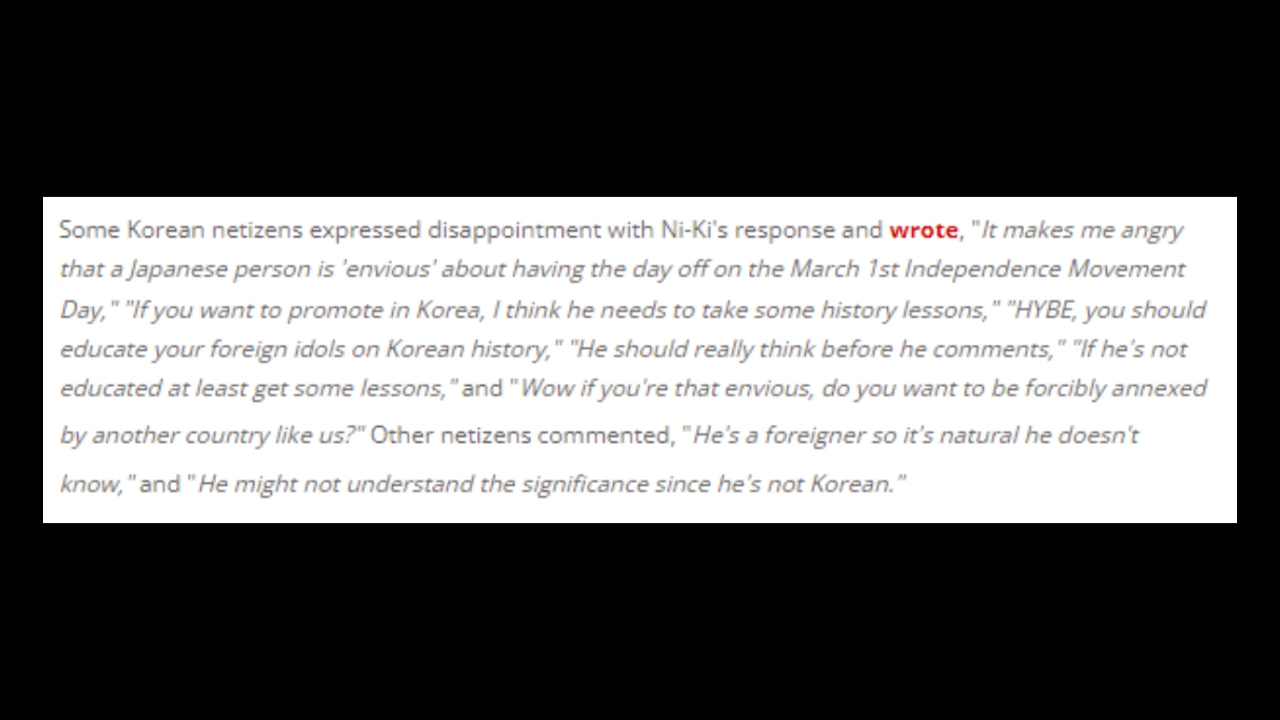 Some Korean netizens expressed disappointment with Ni-Ki's response and wrote, "It makes me angry
that a Japanese person is 'envious' about having the day off on the March 1st Independence Movement
Day," "If you want to promote in Korea, I think he needs to take some history lessons," "HYBE, you should
educate your foreign idols on Korean history," "He should really think before he comments," "If he's not
educated at least get some lessons," and "Wow if you're that envious, do you want to be forcibly annexed
by another country like us?" Other netizens commented, "He's a foreigner so it's natural he doesn't
know," and "He might not understand the significance since he's not Korean."